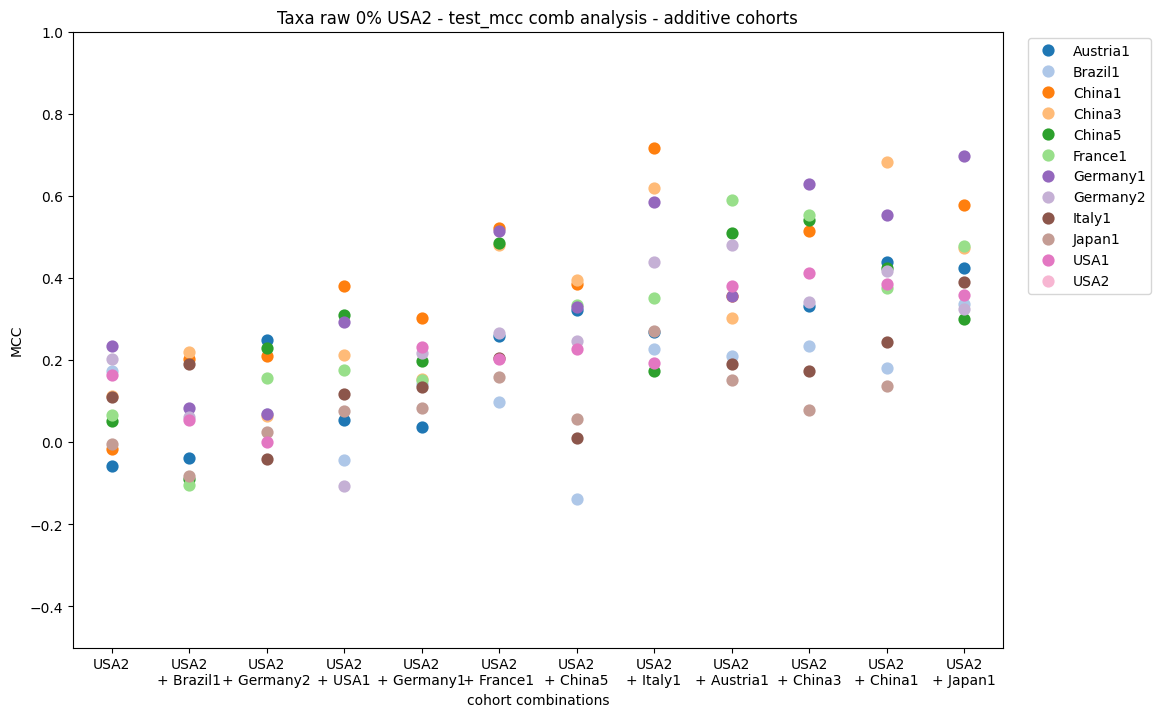 Taxa raw 0% USA2 - test_mcc comb analysis - additive cohorts
MCC
1.0
0.8
0.6
0.4
0.2
0.0
−0.2
−0.4
USA2
USA2
+ Brazil1
USA2
+ Germany2
USA2
+ USA1
USA2
+ Germany1
USA2
+ France1
USA2
+ China5
USA2
+ Italy1
USA2
+ Austria1
USA2
+ China3
USA2
+ China1
USA2
+ Japan1
cohort combinations
Austria1
Brazil1
China1
China3
China5
France1
Germany1
Germany2
Italy1
Japan1
USA1
USA2